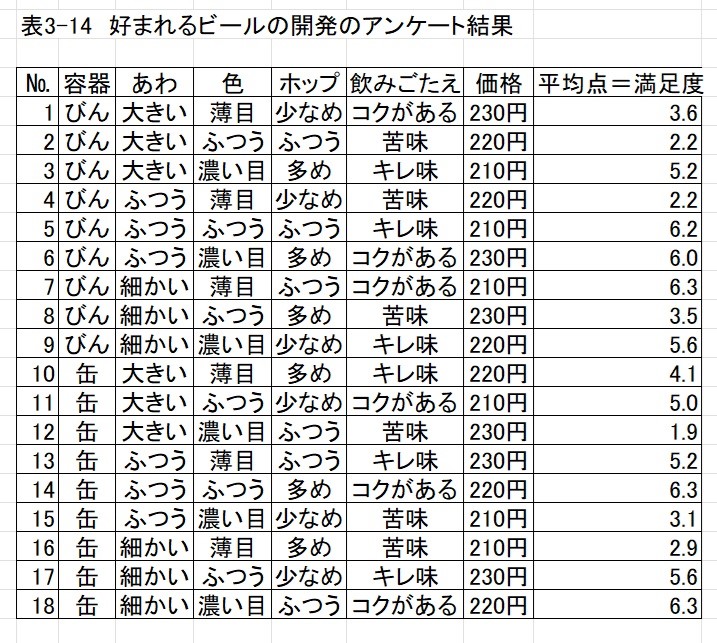 表3-14　好まれるビールの開発のアンケート結果
No. 容器 あわ 色 ホップ 飲みごたえ 価格 平均点＝満足度
1 びん 大きい 薄目 少なめ コクがある 230円 3.6
2 びん 大きい ふつう ふつう 苦味 220円 2.2
3 びん 大きい 濃い目 多め キレ味 210円 5.2
4 びん ふつう 薄目 少なめ 苦味 220円 2.2
5 びん ふつう ふつう ふつう キレ味 210円 6.2
6 びん ふつう 濃い目 多め コクがある 230円 6.0
7 びん 細かい 薄目 ふつう コクがある 210円 6.3
8 びん 細かい ふつう 多め 苦味 230円 3.5
9 びん 細かい 濃い目 少なめ キレ味 220円 5.6
10 缶 大きい 薄目 多め キレ味 220円 4.1
11 缶 大きい ふつう 少なめ コクがある 210円 5.0
12 缶 大きい 濃い目 ふつう 苦味 230円 1.9
13 缶 ふつう 薄目 ふつう キレ味 230円 5.2
14 缶 ふつう ふつう 多め コクがある 220円 6.3
15 缶 ふつう 濃い目 少なめ 苦味 210円 3.1
16 缶 細かい 薄目 多め 苦味 210円 2.9
17 缶 細かい ふつう 少なめ キレ味 230円 5.6
18 缶 細かい 濃い目 ふつう コクがある 220円 6.3